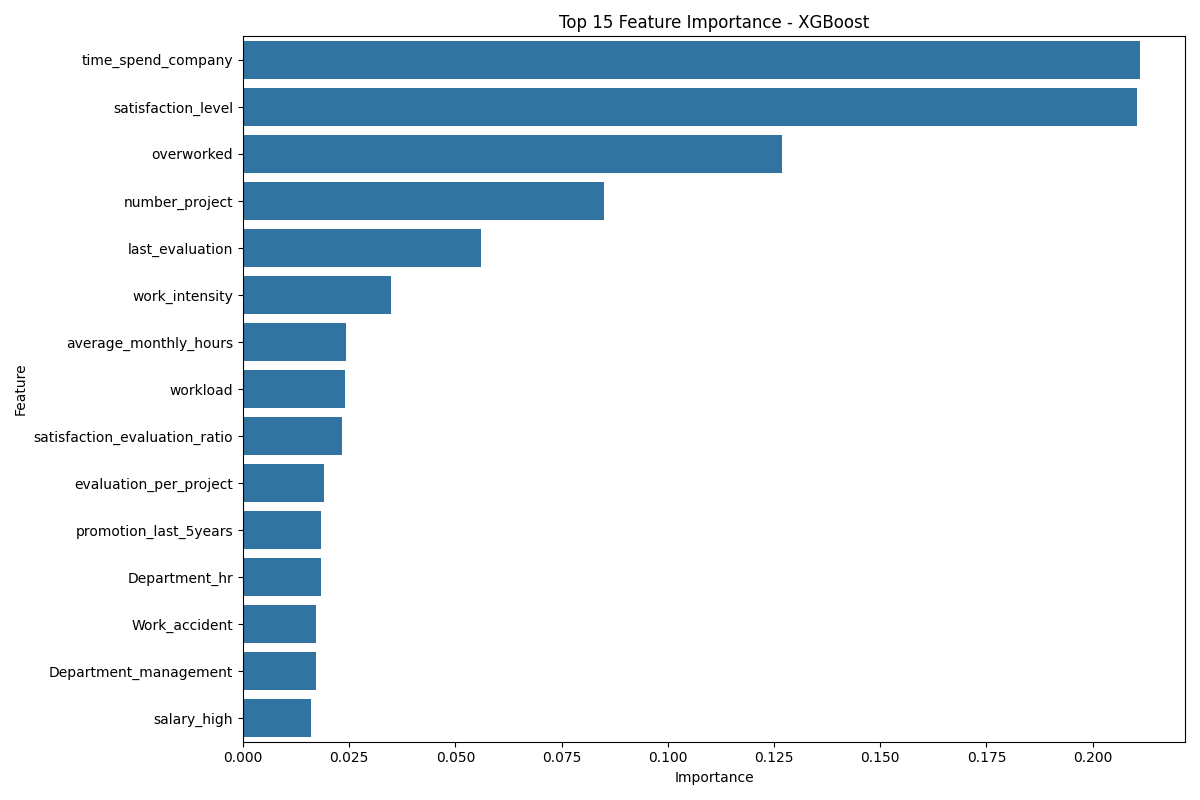 Top 15 Feature Importance - XGBoost
time_spend_company
satisfaction_level
overworked
number_project
last_evaluation
work_intensity
average_monthly_hours
workload
satisfaction_evaluation_ratio
evaluation_per_project
promotion_last_5years
Department_hr
Work_accident
Department_management
salary_high
Feature
0.000 0.025 0.050 0.075 0.100 0.125 0.150 0.175 0.200
Importance